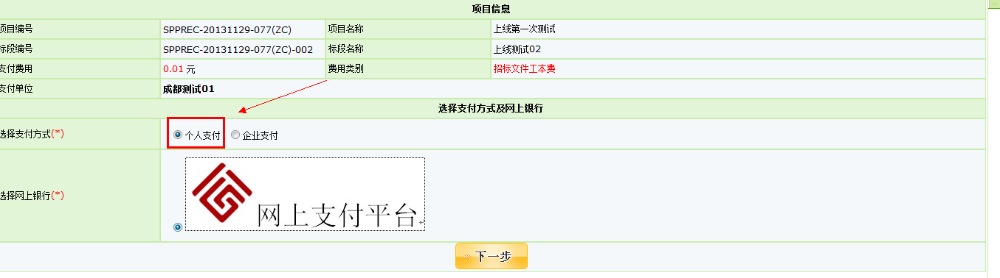 项目信息
项目编号 SPPREC-20131129-077(ZC) 项目名称 上线第一次测试
标段编号 SPPREC-20131129-077(ZC)-002 标段名称 上线测试02
支付费用 0.01 元 费用类别 招标文件工本费
支付单位 成都测试01
选择支付方式及网上银行
选择支付方式(*) 个人支付 企业支付
选择网上银行(*) 网上支付平台
下一步